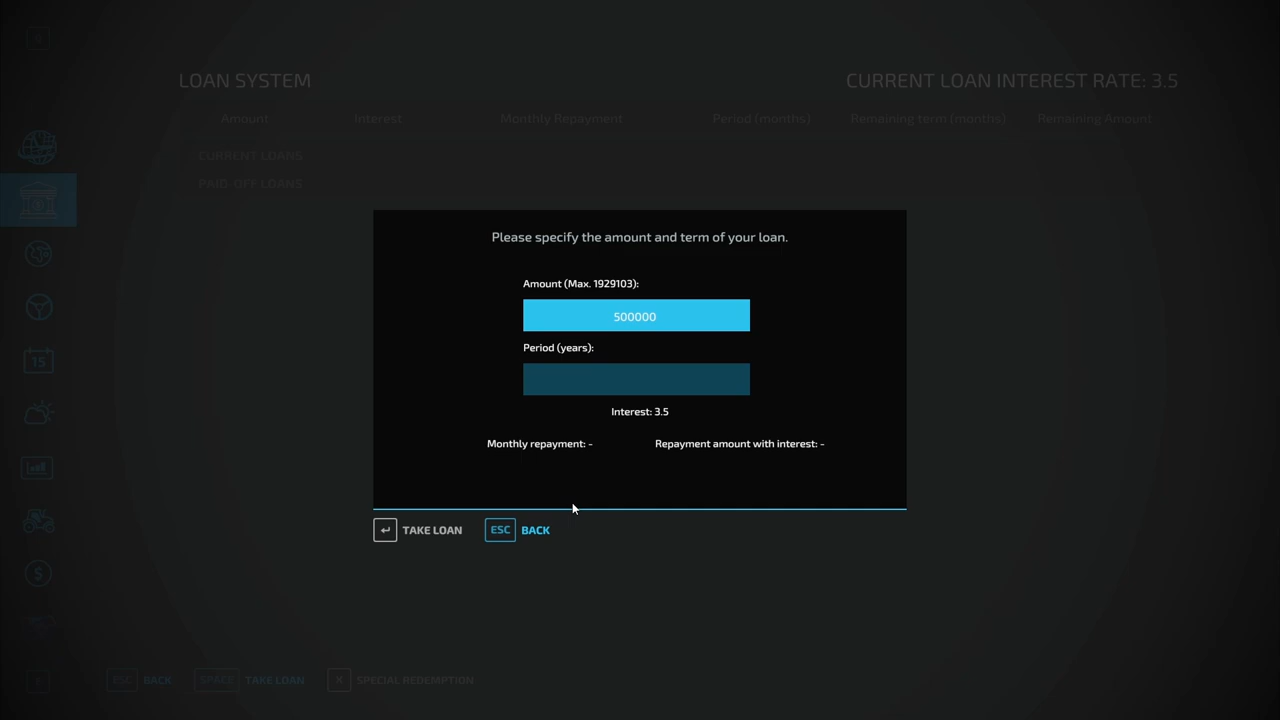 LOAN SYSTEM
CURRENT LOAN INTEREST RATE: 3.5
Amount Interest Monthly Repayment Period (months) Remaining term (months) Remaining Amount
CURRENT LOANS
PAID-OFF LOANS
15
Please specify the amount and term of your loan.
Amount (Max. 1929103):
500000
Period (years):
Interest: 3.5
Monthly repayment: - Repayment amount with interest: -
TAKE LOAN ESC BACK
ESC BACK SPACE TAKE LOAN X SPECIAL REDEMPTION